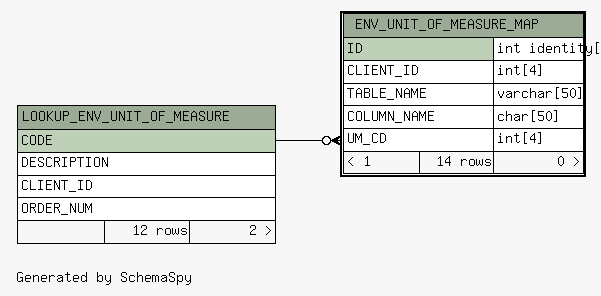 ENV_UNIT_OF_MEASURE_MAP
ID int identity[
CLIENT_ID int[4]
TABLE_NAME varchar[50]
COLUMN_NAME char[50]
UM_CD int[4]
< 1 14 rows 0 >
LOOKUP_ENV_UNIT_OF_MEASURE
CODE
DESCRIPTION
CLIENT_ID
ORDER_NUM
12 rows 2 >
Generated by SchemaSpy